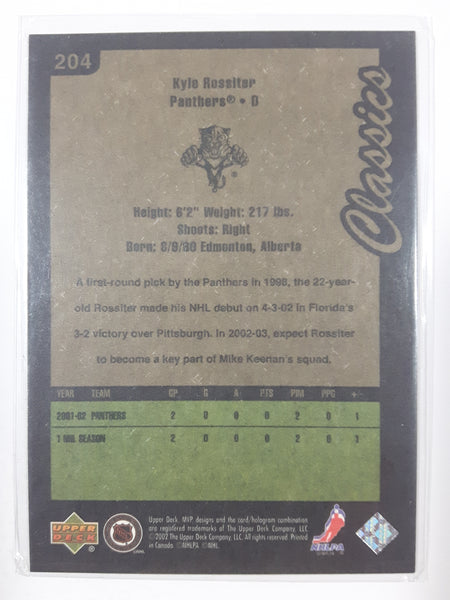 204
Kyle Rossiter
Panthers® • D
Classics
Height: 6'2" Weight: 217 lbs.
Shoots: Right
Born: 6/9/80 Edmonton, Alberta
A first-round pick by the Panthers in 1998, the 22-year-
old Rossiter made his NHL debut on 4-3-02 in Florida's
3-2 victory over Pittsburgh. In 2002-03, expect Rossiter
to become a key part of Mike Keenan's squad.
YEAR TEAM GP G A PTS PIM PPG +/-
2001-02 PANTHERS 2 0 0 0 2 0 1
1 NHL SEASON 2 0 0 0 2 0 1
UPPER DECK ®
NHL
Upper Deck, MVP, designs and the card/hologram combination
are registered trademarks of The Upper Deck Company, LLC
©2002 The Upper Deck Company, LLC. All rights reserved. Printed
in Canada. ©NHLPA ©NHL.
NHLPA